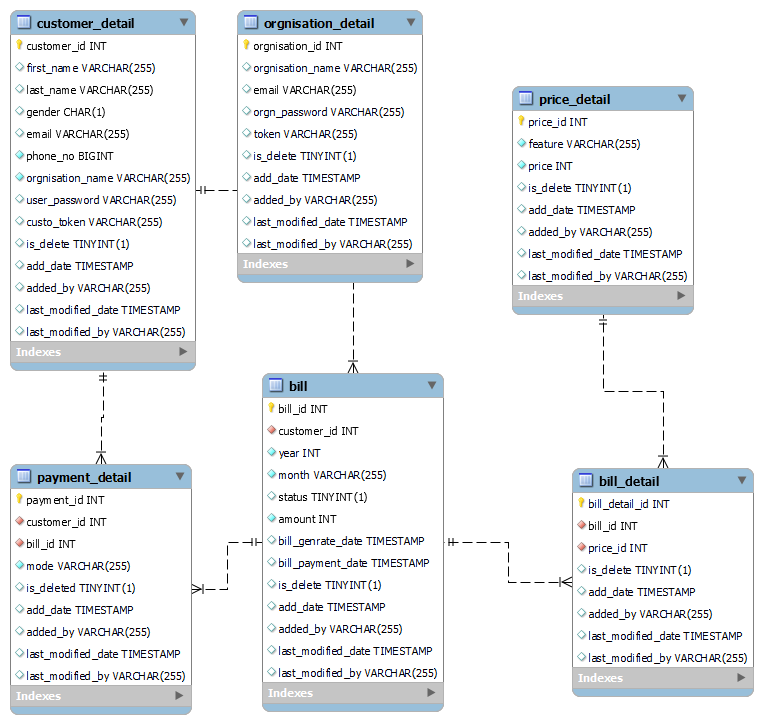 customer_detail
customer_id INT
first_name VARCHAR(255)
last_name VARCHAR(255)
gender CHAR(1)
email VARCHAR(255)
phone_no BIGINT
orgnisation_name VARCHAR(255)
user_password VARCHAR(255)
custo_token VARCHAR(255)
is_delete TINYINT(1)
add_date TIMESTAMP
added_by VARCHAR(255)
last_modified_date TIMESTAMP
last_modified_by VARCHAR(255)
Indexes
orgnisation_detail
orgnisation_id INT
orgnisation_name VARCHAR(255)
email VARCHAR(255)
orgn_password VARCHAR(255)
token VARCHAR(255)
is_delete TINYINT(1)
add_date TIMESTAMP
added_by VARCHAR(255)
last_modified_date TIMESTAMP
last_modified_by VARCHAR(255)
Indexes
price_detail
price_id INT
feature VARCHAR(255)
price INT
is_delete TINYINT(1)
add_date TIMESTAMP
added_by VARCHAR(255)
last_modified_date TIMESTAMP
last_modified_by VARCHAR(255)
Indexes
payment_detail
payment_id INT
customer_id INT
bill_id INT
mode VARCHAR(255)
is_deleted TINYINT(1)
add_date TIMESTAMP
added_by VARCHAR(255)
last_modified_date TIMESTAMP
last_modified_by VARCHAR(255)
Indexes
bill
bill_id INT
customer_id INT
year INT
month VARCHAR(255)
status TINYINT(1)
amount INT
bill_genrate_date TIMESTAMP
bill_payment_date TIMESTAMP
is_delete TINYINT(1)
add_date TIMESTAMP
added_by VARCHAR(255)
last_modified_date TIMESTAMP
last_modified_by VARCHAR(255)
Indexes
bill_detail
bill_detail_id INT
bill_id INT
price_id INT
is_delete TINYINT(1)
add_date TIMESTAMP
added_by VARCHAR(255)
last_modified_date TIMESTAMP
last_modified_by VARCHAR(255)
Indexes